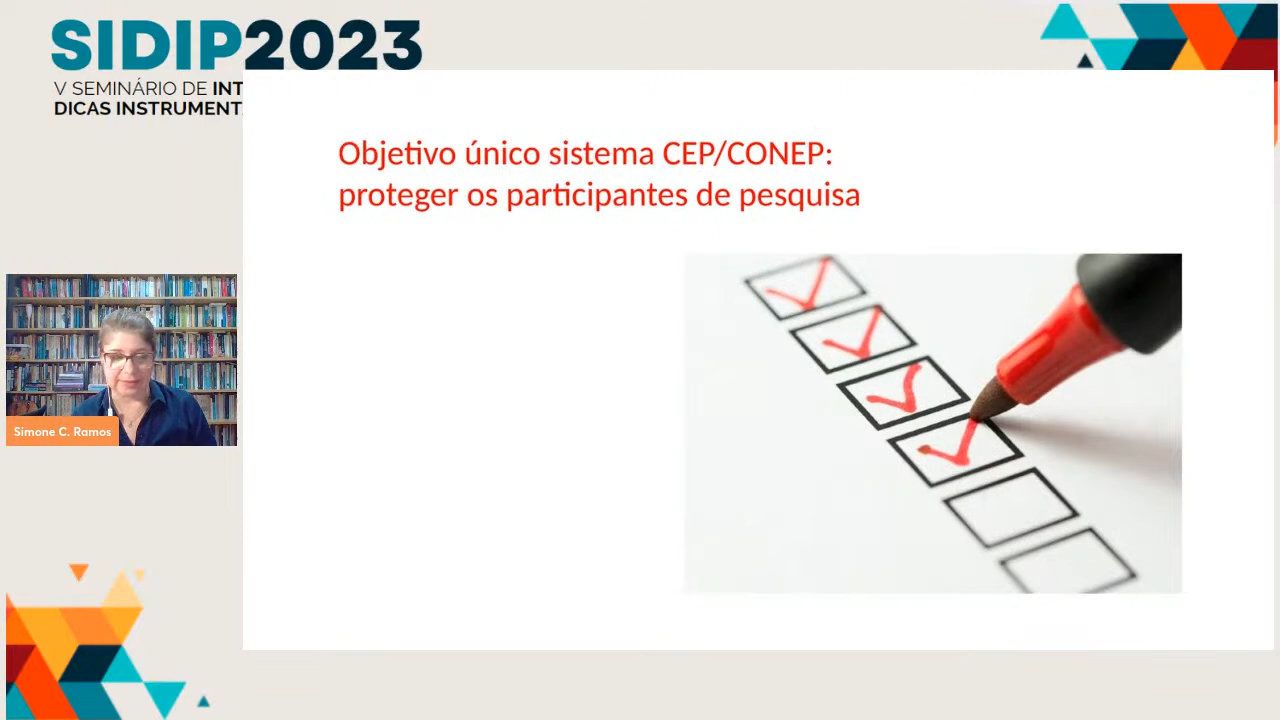 SIDIP2023
V SEMINÁRIO DE INT
DICAS INSTRUMENT
Objetivo único sistema CEP/CONEP:
proteger os participantes de pesquisa
Simone C. Ramos